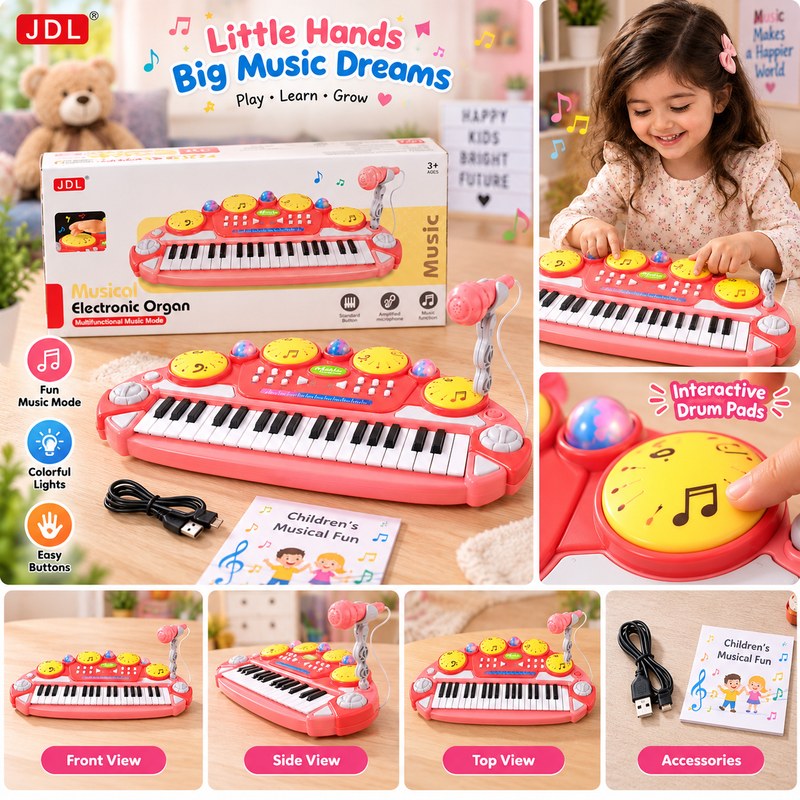 JDL®
Little Hands
Big Music Dreams
Play • Learn • Grow
HAPPY
KIDS
BRIGHT
FUTURE
Music
Makes
a Happier
World
JDL®
3+
AGES
Music
Musical
Electronic Organ
Multifunctional Music Mode
Standard
Button
Amplified
microphone
Music
function
Fun
Music Mode
Colorful
Lights
Easy
Buttons
Music
Children's
Musical Fun
Interactive
Drum Pads
Front View
Side View
Top View
Children's
Musical Fun
Accessories